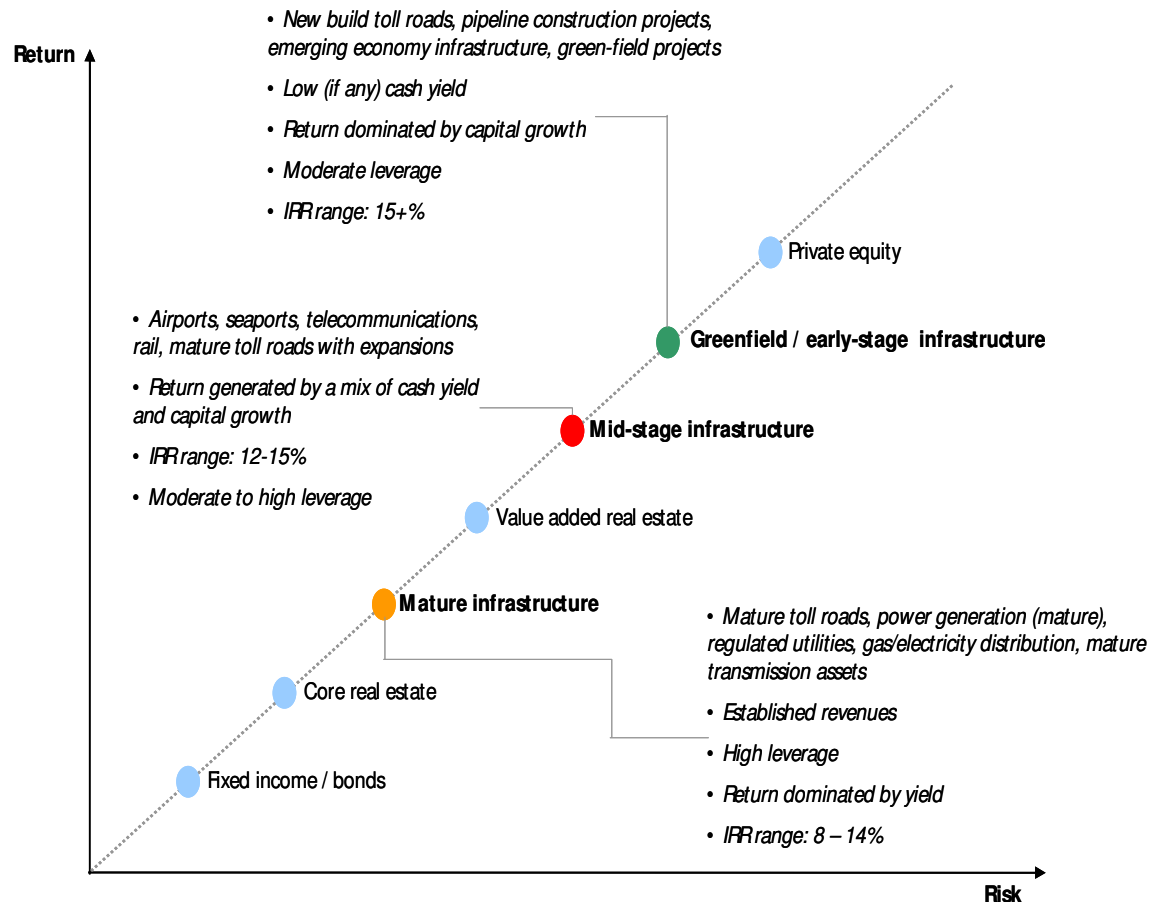 • New build toll roads, pipeline construction projects,
emerging economy infrastructure, green-field projects
• Low (if any) cash yield
• Return dominated by capital growth
• Moderate leverage
• IRR range: 15+%
Return
Private equity
Greenfield / early-stage infrastructure
• Airports, seaports, telecommunications,
rail, mature toll roads with expansions
• Return generated by a mix of cash yield
and capital growth
• IRR range: 12-15%
• Moderate to high leverage
Mid-stage infrastructure
Value added real estate
Mature infrastructure
• Mature toll roads, power generation (mature),
regulated utilities, gas/electricity distribution, mature
transmission assets
• Established revenues
• High leverage
• Return dominated by yield
• IRR range: 8 – 14%
Core real estate
Fixed income / bonds
Risk